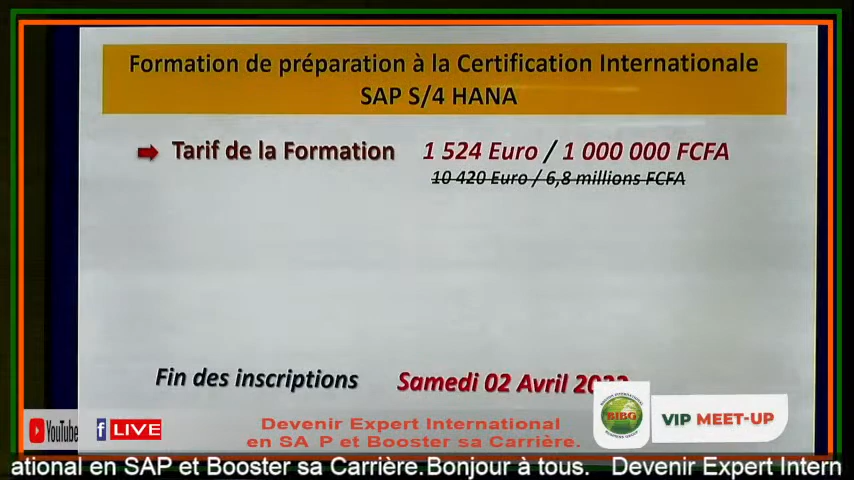 Formation de préparation à la Certification Internationale
SAP S/4 HANA
Tarif de la Formation 1 524 Euro / 1 000 000 FCFA
10 420 Euro / 6,8 millions FCFA
Fin des inscriptions Samedi 02 Avril
YouTube f LIVE
Devenir Expert International
en SA P et Booster sa Carrière.
BIBG
VIP MEET-UP
ational en SAP et Booster sa Carrière.Bonjour à tous. Devenir Expert Intern